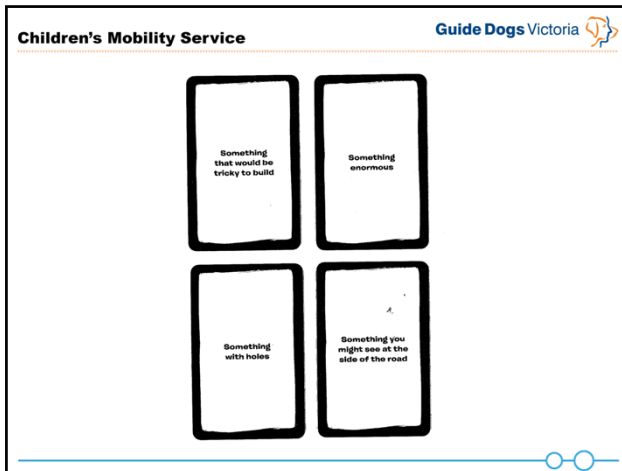 Children's Mobility Service
Guide Dogs Victoria
Something
that would be
tricky to build
Something
enormous
Something
with holes
Something you
might see at the
side of the road